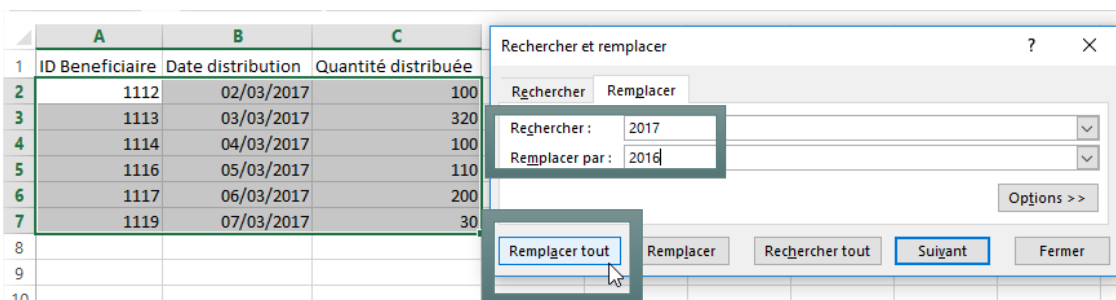 A B C
1 ID Beneficiaire Date distribution Quantité distribuée
2 1112 02/03/2017 100
3 1113 03/03/2017 320
4 1114 04/03/2017 100
5 1116 05/03/2017 110
6 1117 06/03/2017 200
7 1119 07/03/2017 30
8
9
10
Rechercher et remplacer ? ×
Rechercher Remplacer
Rechercher : 2017
Remplacer par : 2016
Options >>
Remplacer tout Remplacer Rechercher tout Suivant Fermer